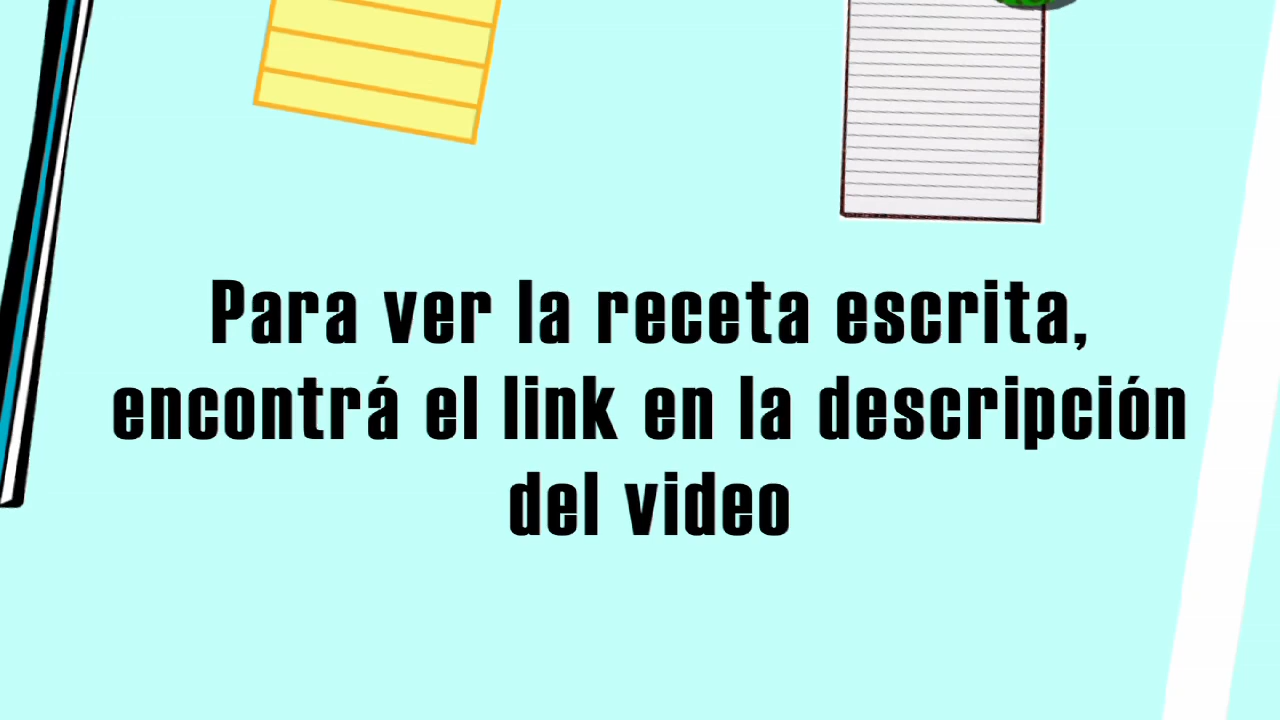 Para ver la receta escrita,
encontrá el link en la descripción
del video